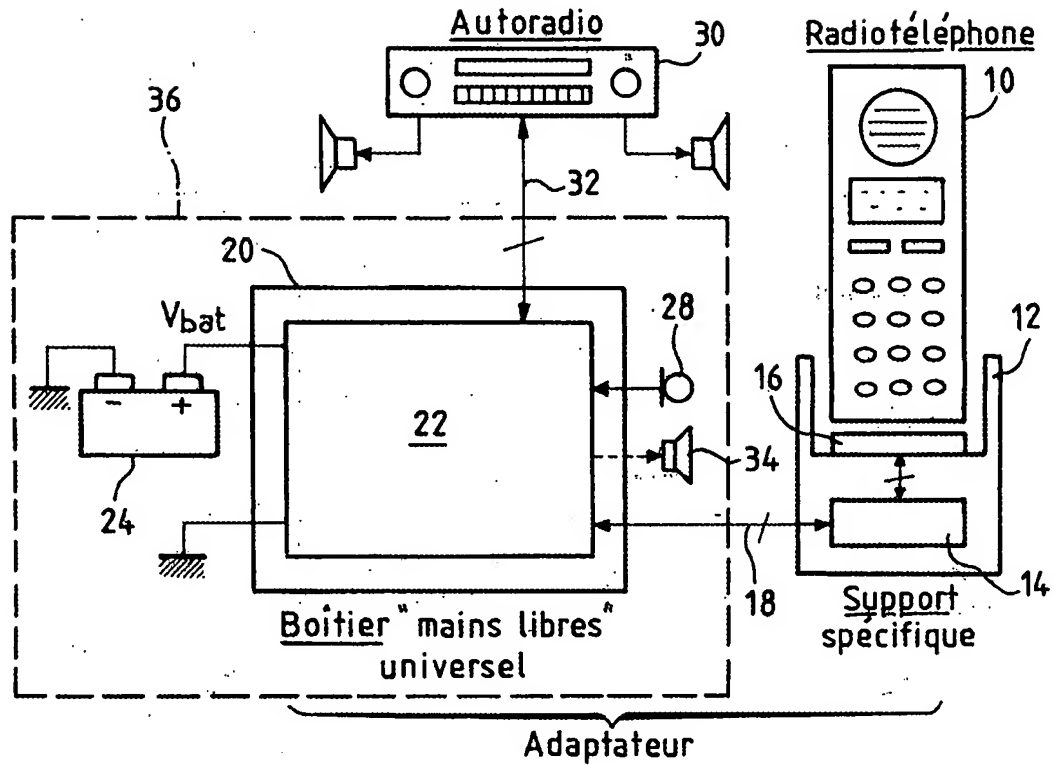 Autoradio
30
Radiotéléphone
10
36
32
20
Vbat
28
12
16
- +
22
34
24
18
14
Boîtier "mains libres"
universel
Support
spécifique
Adaptateur